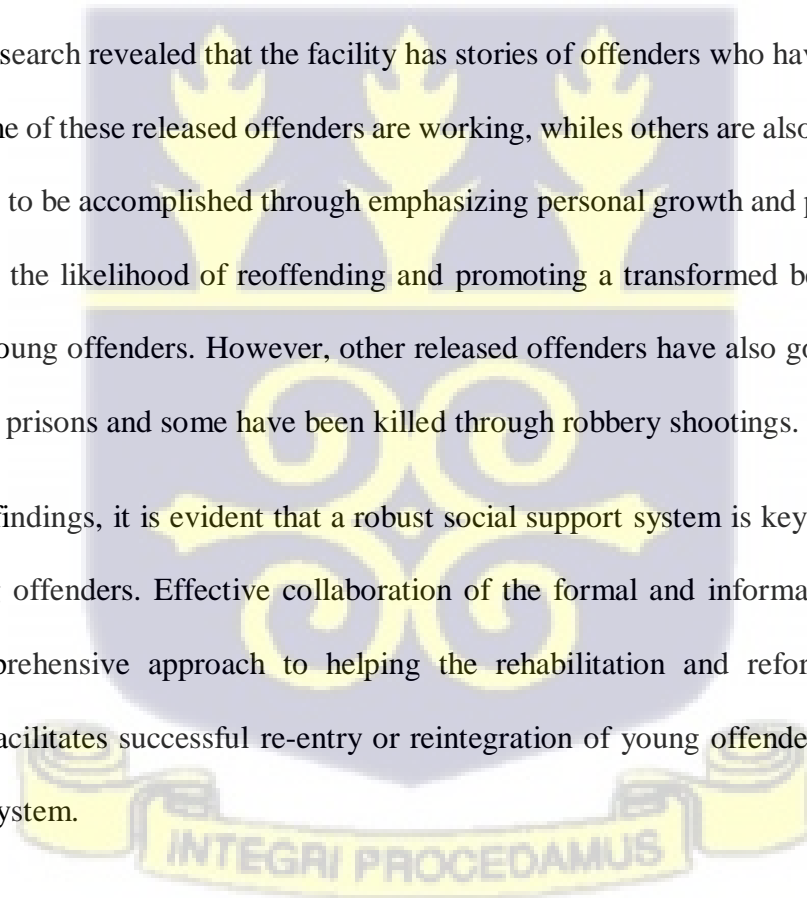 search revealed that the facility has stories of offenders who hav
ne of these released offenders are working, whiles others are also
to be accomplished through emphasizing personal growth and p
the likelihood of reoffending and promoting a transformed be
oung offenders. However, other released offenders have also go
prisons and some have been killed through robbery shootings.
findings, it is evident that a robust social support system is key
offenders. Effective collaboration of the formal and informa
prehensive approach to helping the rehabilitation and refor
acilitates successful re-entry or reintegration of young offende
ystem.
INTEGRI PROCEDAMUS